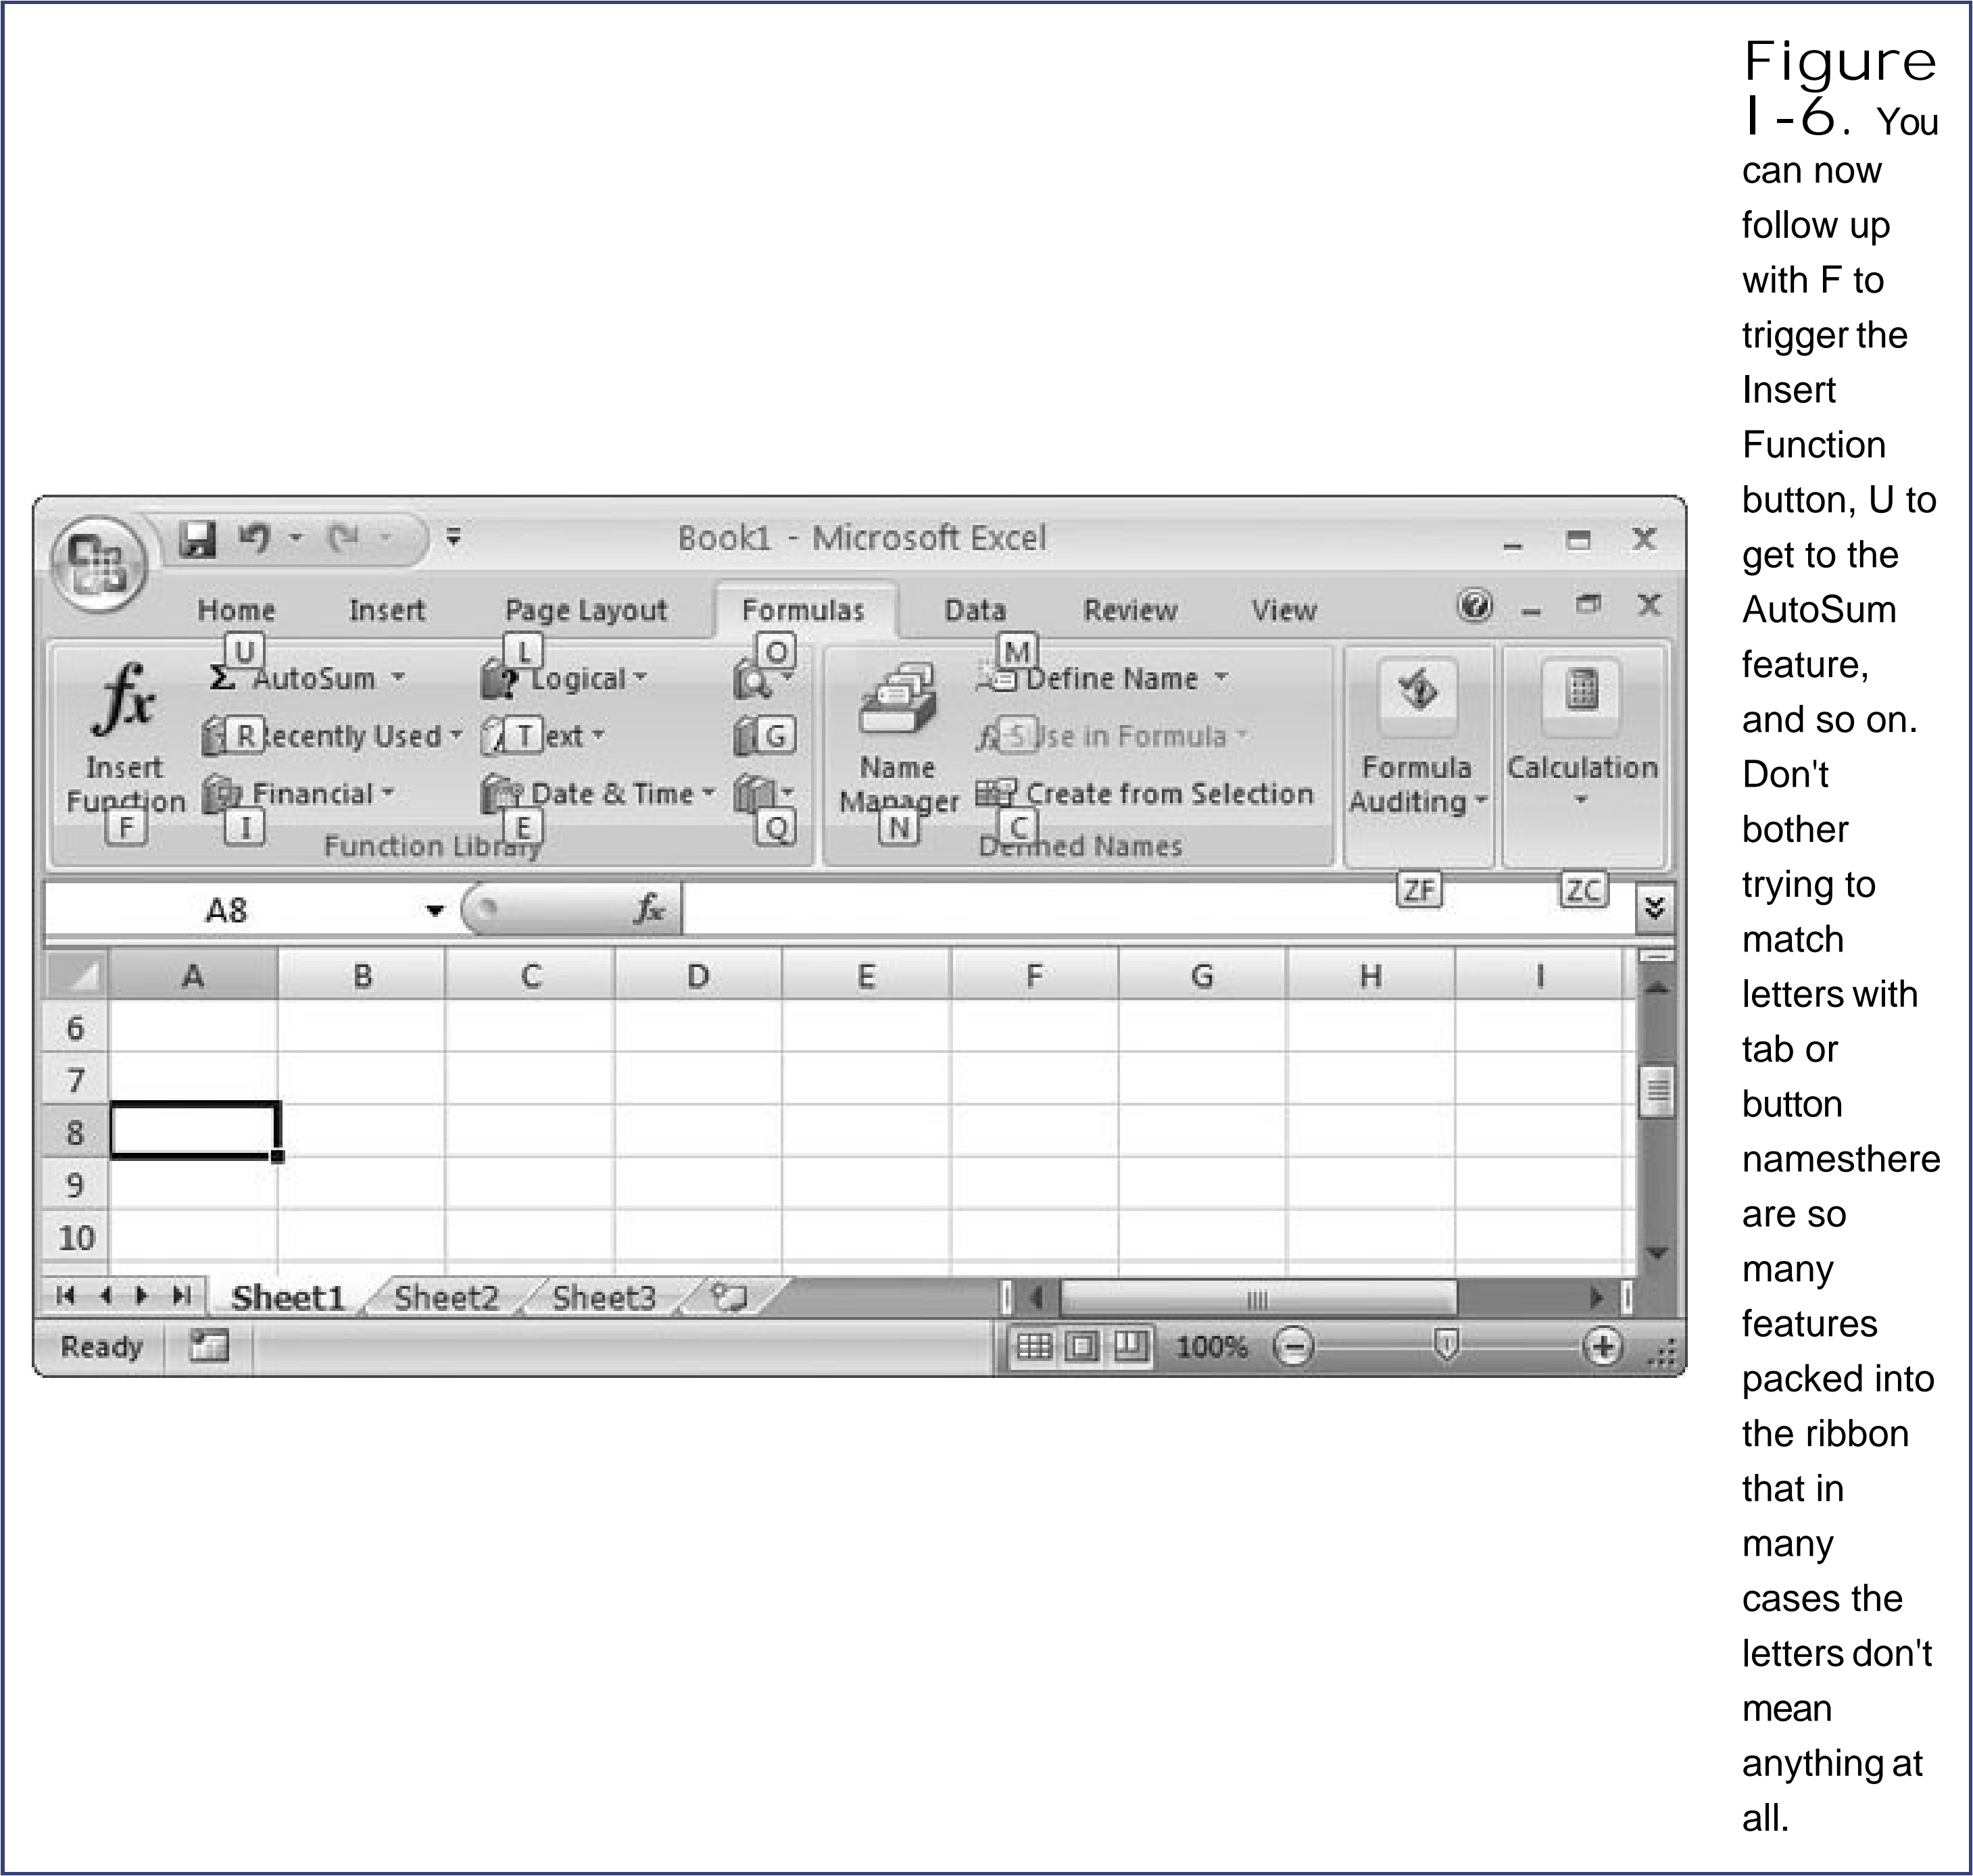 Book1 - Microsoft Excel
Home Insert Page Layout Formulas Data Review View
U L O M
Σ AutoSum Logical Define Name
R ecently Used T ext G S Use in Formula
Insert Function Financial Date & Time Name Manager Create from Selection Formula Auditing Calculation
F I E Q N C
Function Library Defined Names
ZF ZC
A8 fx
A B C D E F G H I
6
7
8
9
10
Sheet1 Sheet2 Sheet3
Ready 100%
Figure
I-6. You
can now
follow up
with F to
trigger the
Insert
Function
button, U to
get to the
AutoSum
feature,
and so on.
Don't
bother
trying to
match
letters with
tab or
button
namesthere
are so
many
features
packed into
the ribbon
that in
many
cases the
letters don't
mean
anything at
all.